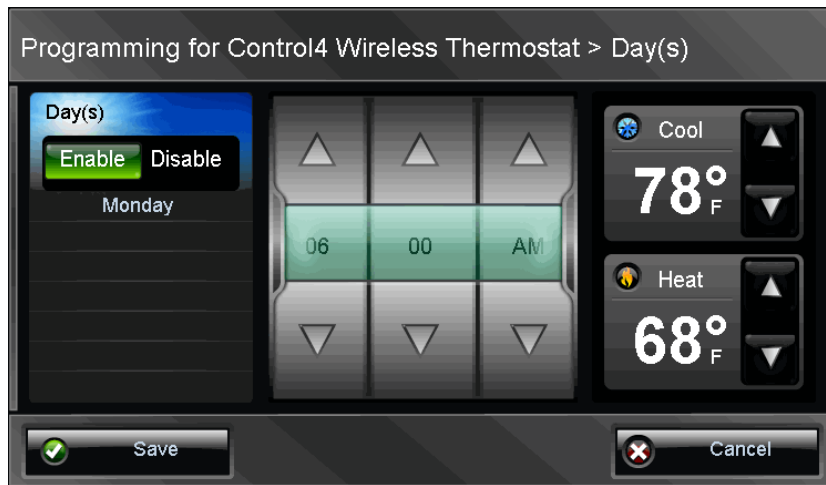 Programming for Control4 Wireless Thermostat > Day(s)
Day(s)
Enable Disable
Monday
06 00 AM
Cool
78°F
Heat
68°F
Save
Cancel